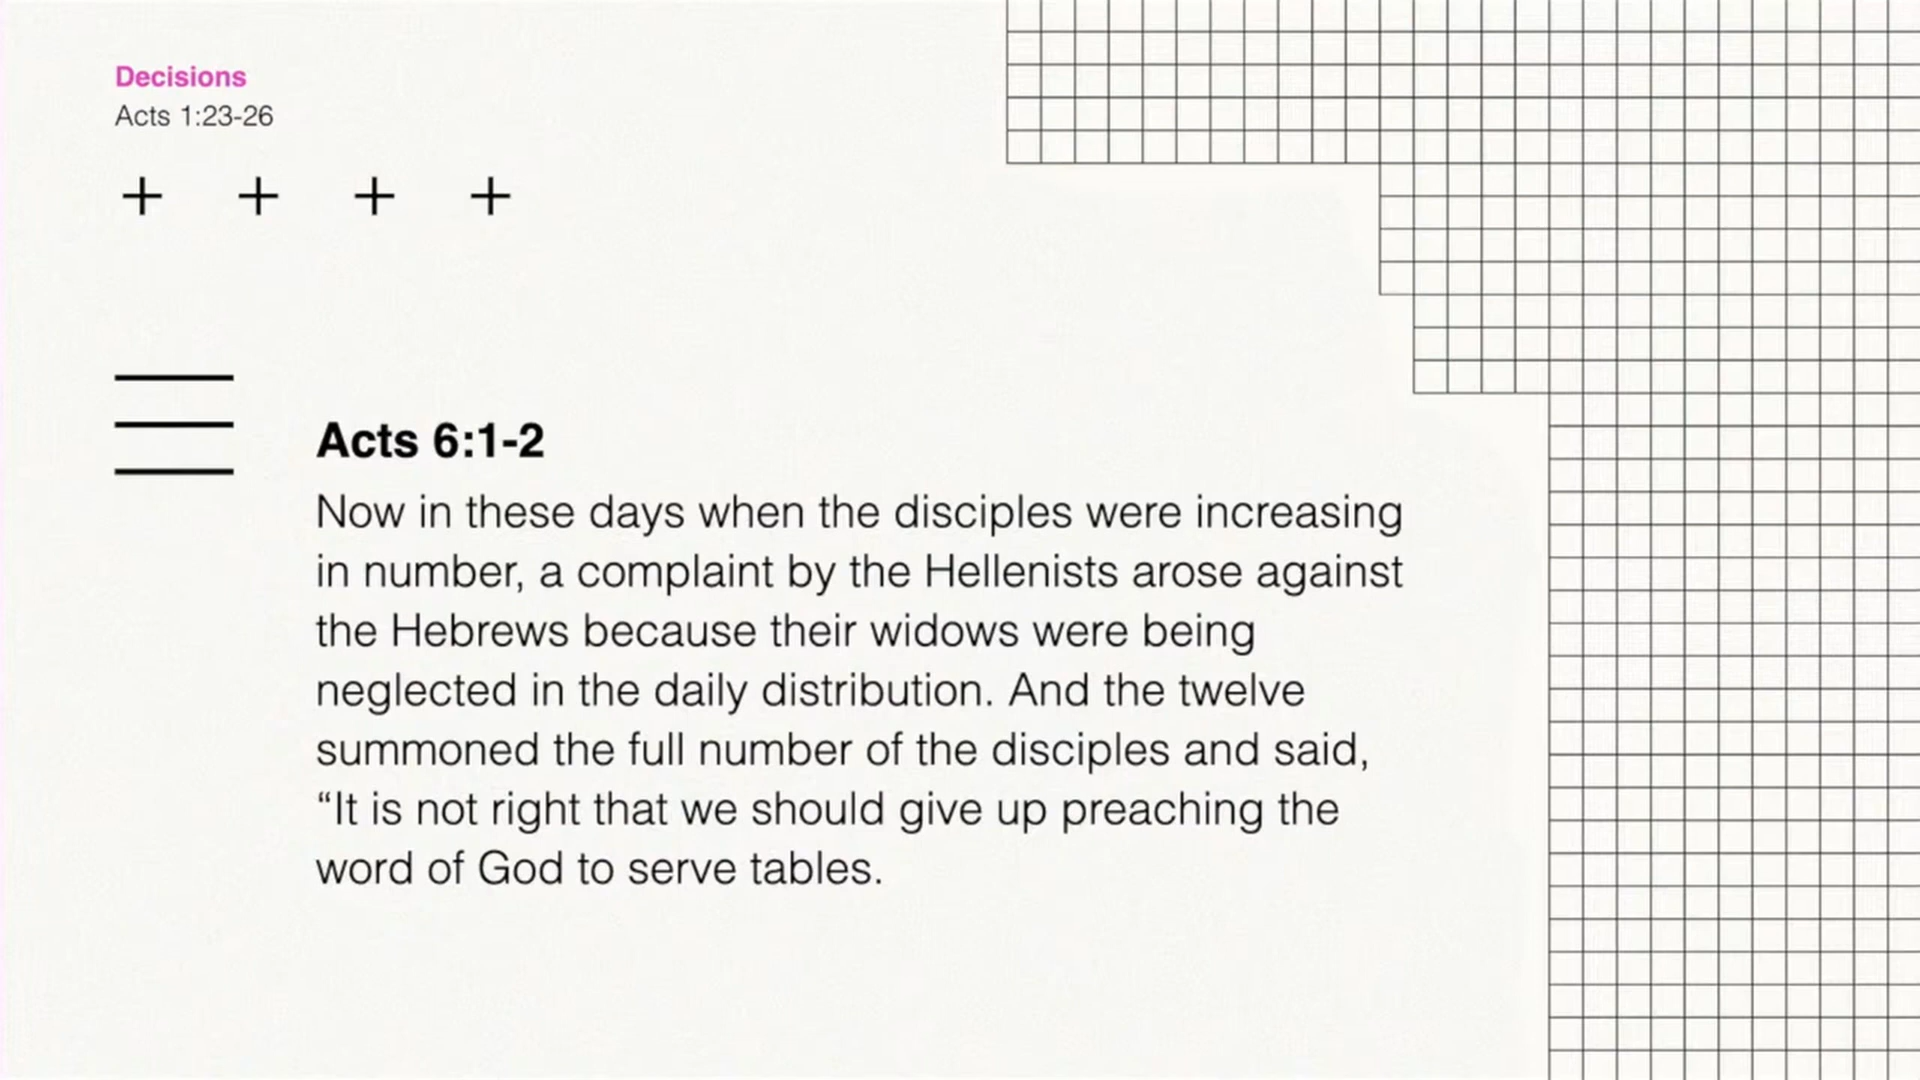 Decisions
Acts 1:23-26
+ + + +
Acts 6:1-2
Now in these days when the disciples were increasing
in number, a complaint by the Hellenists arose against
the Hebrews because their widows were being
neglected in the daily distribution. And the twelve
summoned the full number of the disciples and said,
“It is not right that we should give up preaching the
word of God to serve tables.